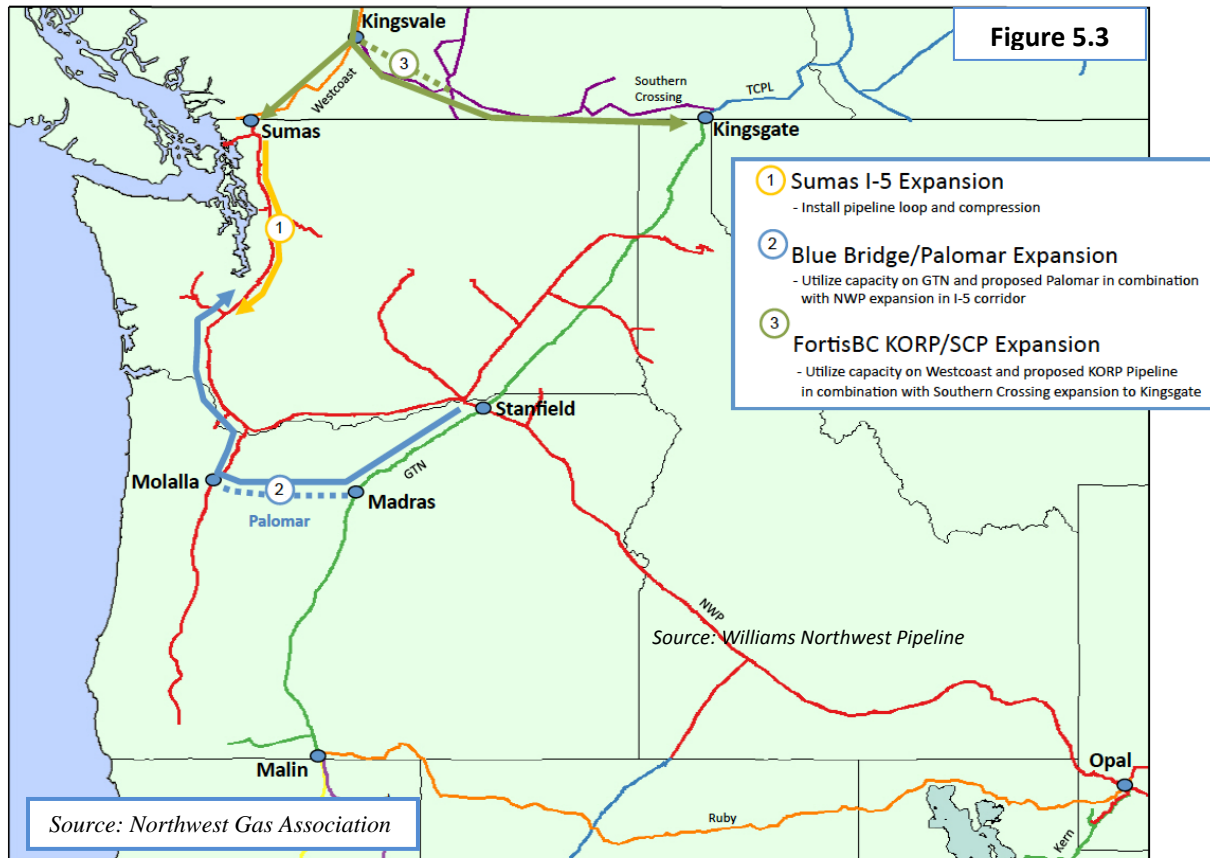 Kingsvale
Figure 5.3
3
Westcoast
Southern
Crossing
TCPL
Sumas
Kingsgate
1
1 Sumas I-5 Expansion
- Install pipeline loop and compression
2 Blue Bridge/Palomar Expansion
- Utilize capacity on GTN and proposed Palomar in combination
with NWP expansion in I-5 corridor
3 FortisBC KORP/SCP Expansion
- Utilize capacity on Westcoast and proposed KORP Pipeline
in combination with Southern Crossing expansion to Kingsgate
Stanfield
GTN
Molalla
2
Madras
Palomar
NWP
Source: Williams Northwest Pipeline
Malin
Opal
Ruby
Kern
Source: Northwest Gas Association